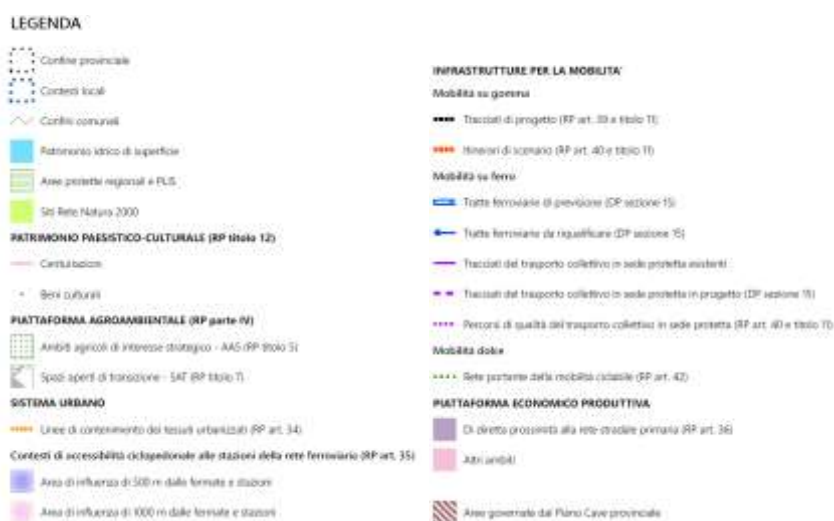 LEGENDA
Confine provinciale
Contesti locali
Confini comunali
Patrimonio idrico di superficie
Aree protette regionali e PLIS
Siti Rete Natura 2000
PATRIMONIO PAESISTICO-CULTURALE (RP titolo 12)
Centuriazioni
Beni culturali
PIATTAFORMA AGROAMBIENTALE (RP parte IV)
Ambiti agricoli di interesse strategico - AAS (RP titolo 5)
Spazi aperti di transizione - SAT (RP titolo 7)
SISTEMA URBANO
Linee di contenimento dei tessuti urbanizzati (RP art. 34)
Contesti di accessibilità ciclopedonale alle stazioni della rete ferroviaria (RP art. 35)
Area di influenza di 500 m dalle fermate e stazioni
Area di influenza di 1000 m dalle fermate e stazioni
INFRASTRUTTURE PER LA MOBILITA'
Mobilità su gomma
Tracciati di progetto (RP art. 39 e titolo 11)
Itinerari di scenario (RP art. 40 e titolo 11)
Mobilità su ferro
Tratte ferroviarie di previsione (DP sezione 15)
Tratte ferroviarie da riqualificare (DP sezione 15)
Tracciati del trasporto collettivo in sede protetta esistenti
Tracciati del trasporto collettivo in sede protetta in progetto (DP sezione 15)
Percorsi di qualità del trasporto collettivo in sede protetta (RP art. 40 e titolo 11)
Mobilità dolce
Rete portante della mobilità ciclabile (RP art. 42)
PIATTAFORMA ECONOMICO PRODUTTIVA
Di diretta prossimità alla rete stradale primaria (RP art. 36)
Altri ambiti
Aree governate dal Piano Cave provinciale